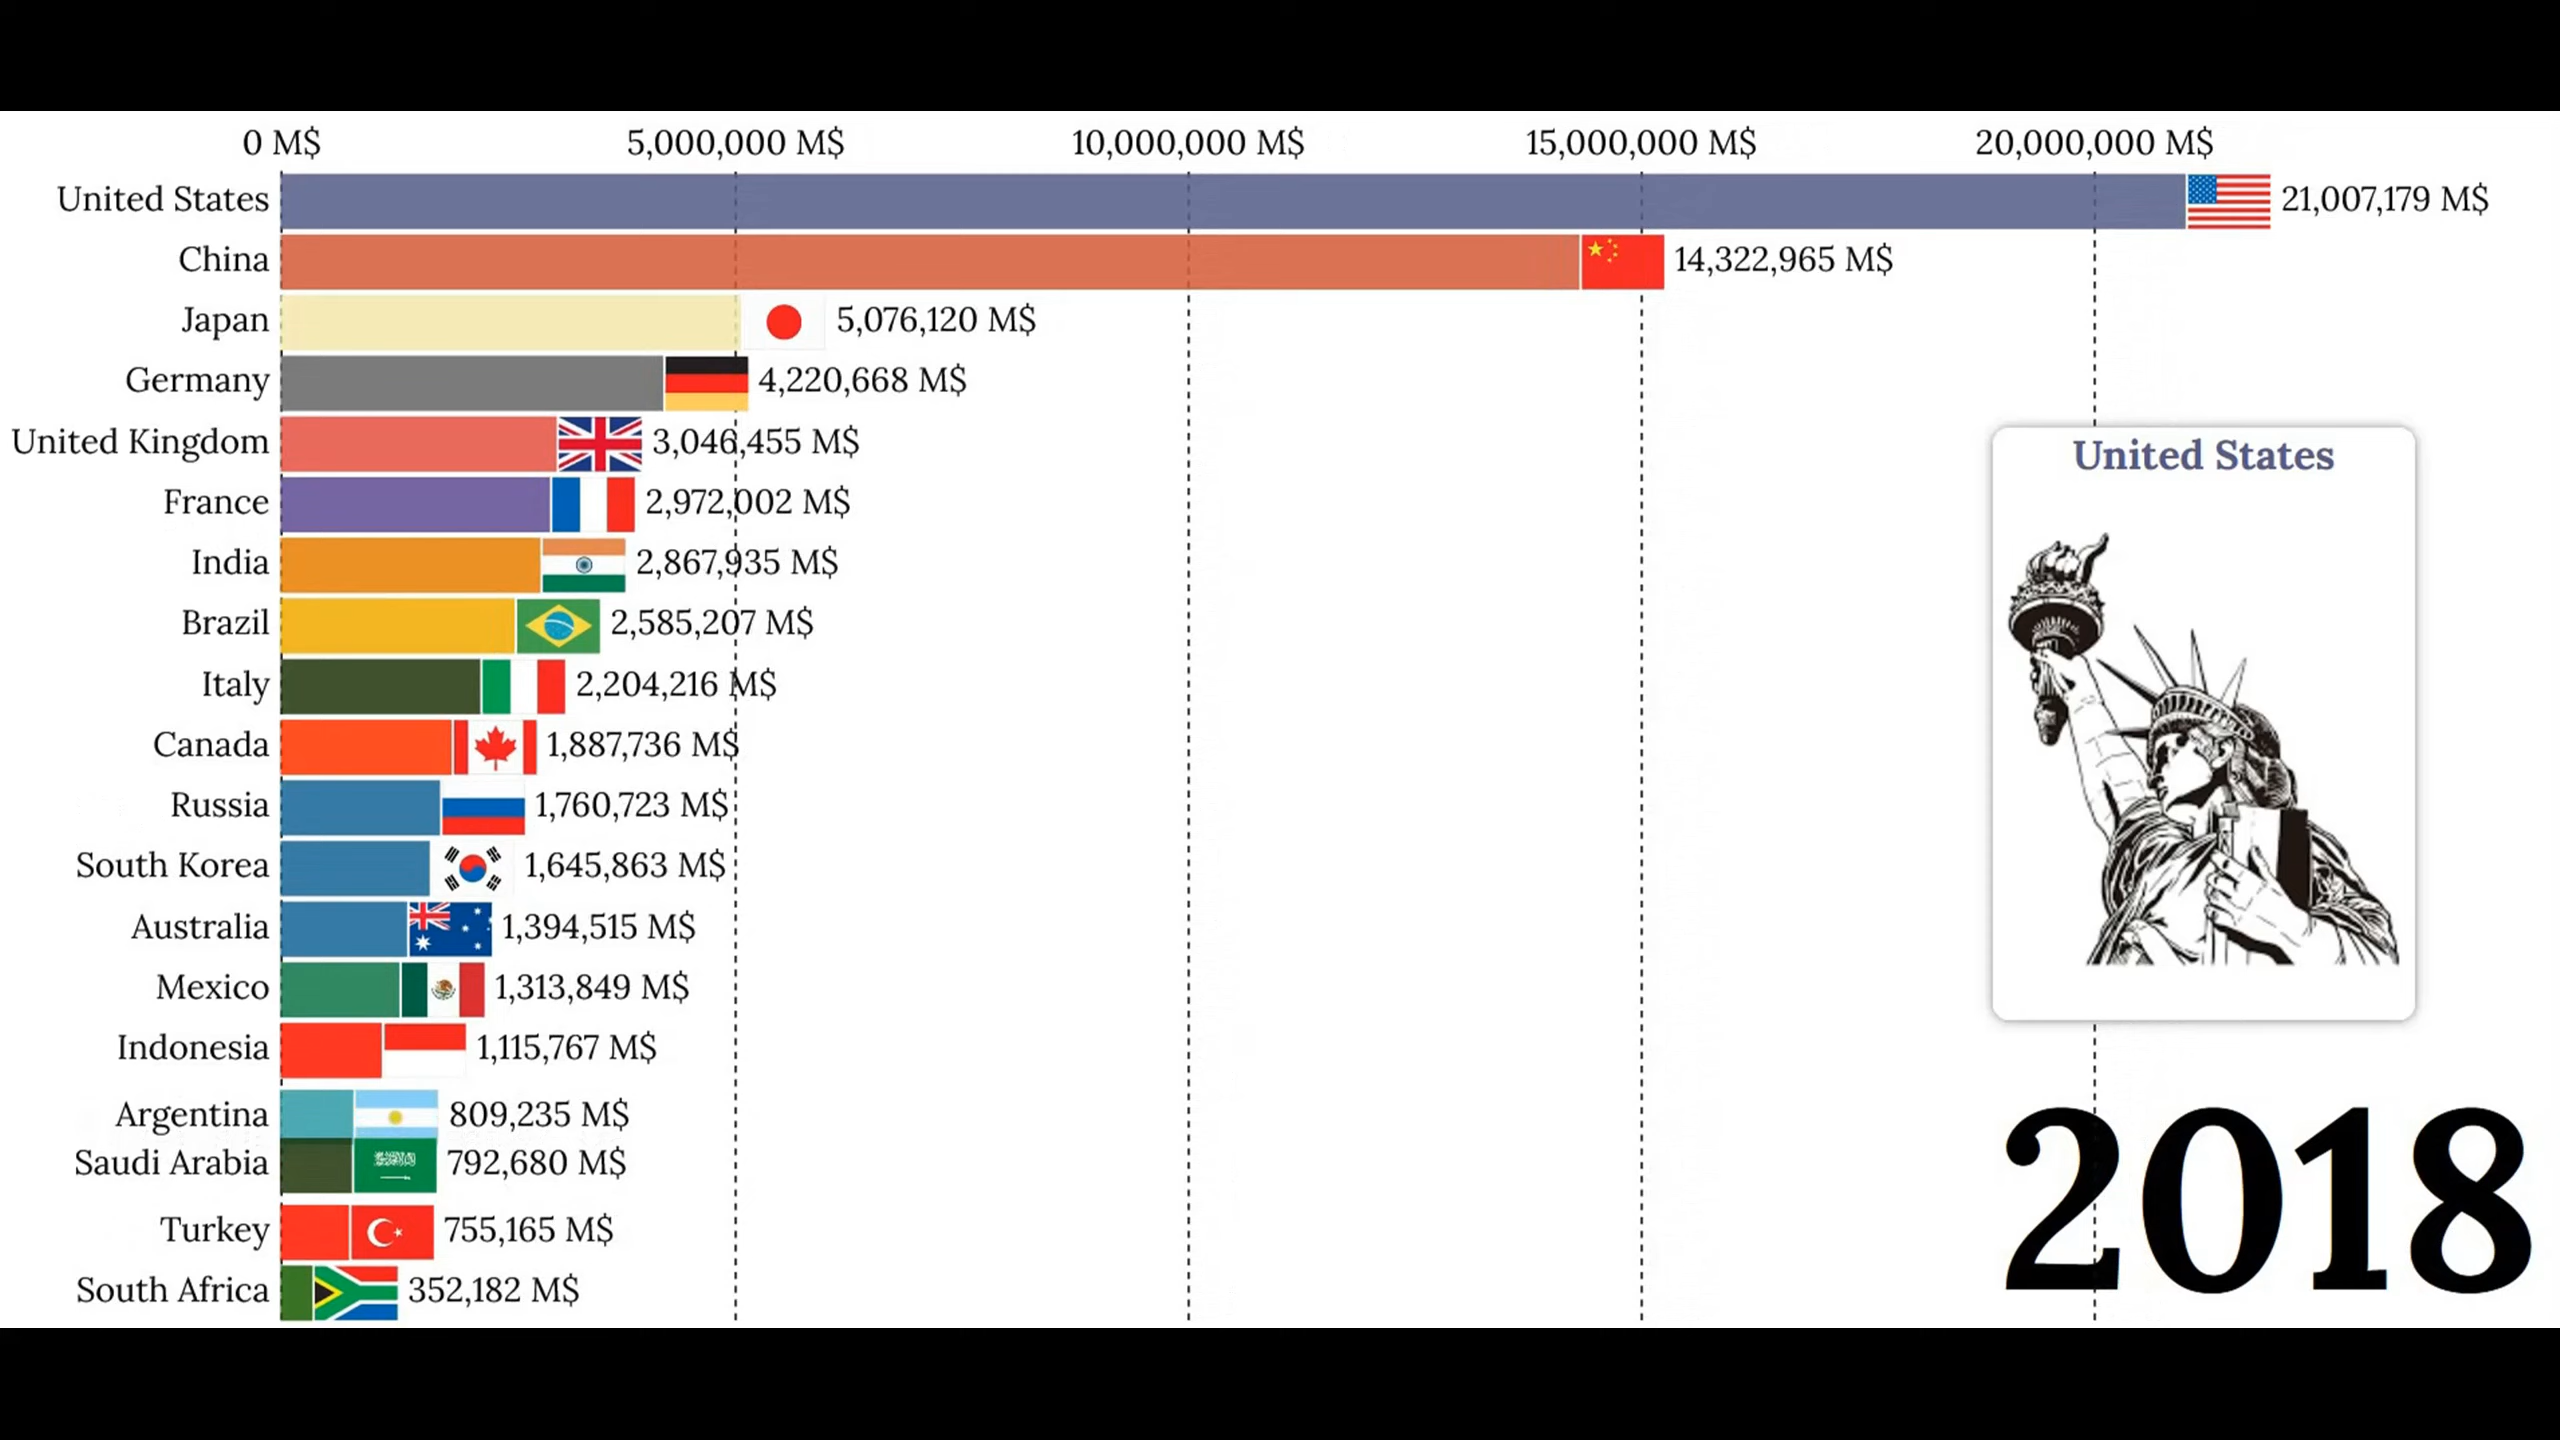 0 M$ 5,000,000 M$ 10,000,000 M$ 15,000,000 M$ 20,000,000 M$
United States 21,007,179 M$
China 14,322,965 M$
Japan 5,076,120 M$
Germany 4,220,668 M$
United Kingdom 3,046,455 M$
France 2,972,002 M$
India 2,867,935 M$
Brazil 2,585,207 M$
Italy 2,204,216 M$
Canada 1,887,736 M$
Russia 1,760,723 M$
South Korea 1,645,863 M$
Australia 1,394,515 M$
Mexico 1,313,849 M$
Indonesia 1,115,767 M$
Argentina 809,235 M$
Saudi Arabia 792,680 M$
Turkey 755,165 M$
South Africa 352,182 M$
United States
2018